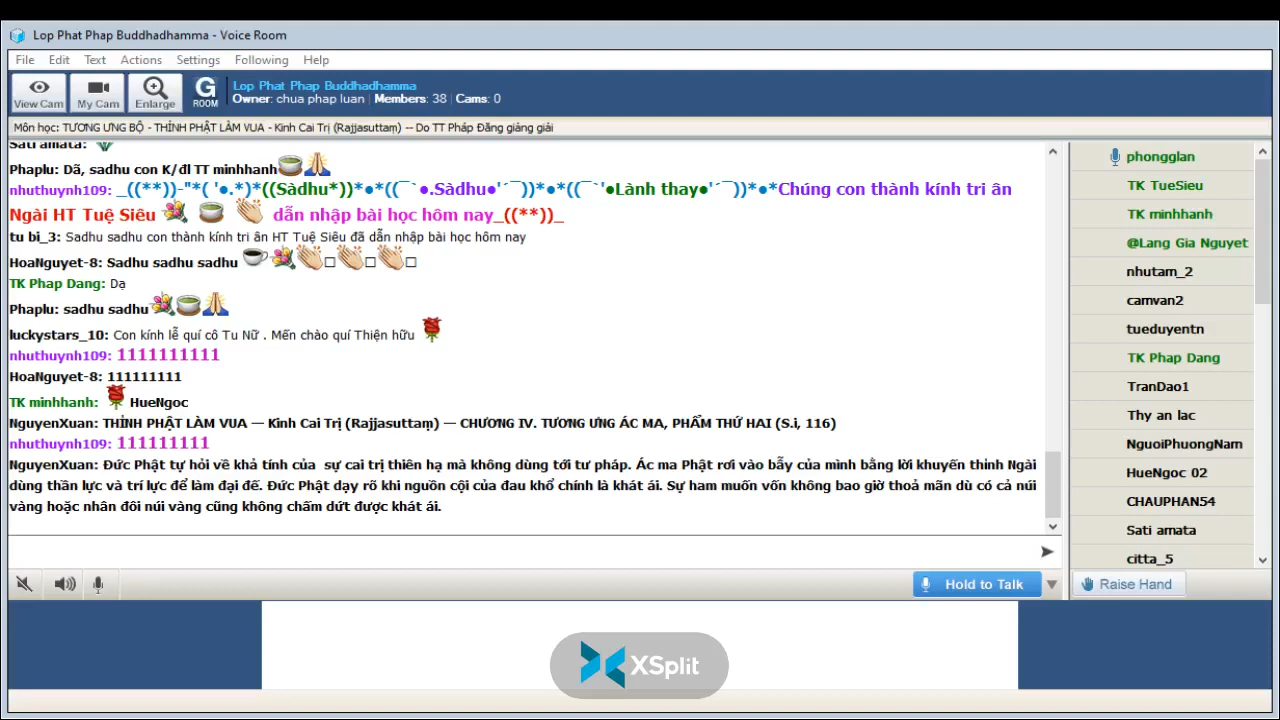 Lop Phat Phap Buddhadhamma - Voice Room
File Edit Text Actions Settings Following Help
View Cam My Cam Enlarge G ROOM
Lop Phat Phap Buddhadhamma
Owner: chua phap luan | Members: 38 | Cams: 0
Môn học: TƯƠNG ƯNG BỘ - THỈNH PHẬT LÀM VUA - Kinh Cai Trị (Rajjasuttaṃ) -- Do TT Pháp Đăng giảng giải
Sati amata:
Phaplu: Dã, sadhu con K/đl TT minhhanh
nhuthuynh109: _((**))-"*( '●.*)*((Sàdhu*))*●*((¯`●.Sàdhu●'´¯))*●*((¯`'●Lành thay●'´¯))*●*Chúng con thành kính tri ân
Ngài HT Tuệ Siêu dẫn nhập bài học hôm nay_((**))_
tu bi_3: Sadhu sadhu con thành kính tri ân HT Tuệ Siêu đã dẫn nhập bài học hôm nay
HoaNguyet-8: Sadhu sadhu sadhu □□□
TK Phap Dang: Dạ
Phaplu: sadhu sadhu
luckystars_10: Con kính lễ quí cô Tu Nữ . Mến chào quí Thiện hữu
nhuthuynh109: 1111111111
HoaNguyet-8: 111111111
TK minhhanh: HueNgoc
NguyenXuan: THỈNH PHẬT LÀM VUA — Kinh Cai Trị (Rajjasuttaṃ) — CHƯƠNG IV. TƯƠNG ƯNG ÁC MA, PHẨM THỨ HAI (S.i, 116)
nhuthuynh109: 111111111
NguyenXuan: Đức Phật tự hỏi về khả tính của sự cai trị thiên hạ mà không dùng tới tư pháp. Ác ma Phật rơi vào bẫy của mình bằng lời khuyến thỉnh Ngài
dùng thần lực và trí lực để làm đại đế. Đức Phật dạy rõ khi nguồn cội của đau khổ chính là khát ái. Sự ham muốn vốn không bao giờ thoả mãn dù có cả núi
vàng hoặc nhân đôi núi vàng cũng không chấm dứt được khát ái.
phongglan
TK TueSieu
TK minhhanh
@Lang Gia Nguyet
nhutam_2
camvan2
tueduyentn
TK Phap Dang
TranDao1
Thy an lac
NguoiPhuongNam
HueNgoc 02
CHAUPHAN54
Sati amata
citta_5
Hold to Talk
Raise Hand
XSplit